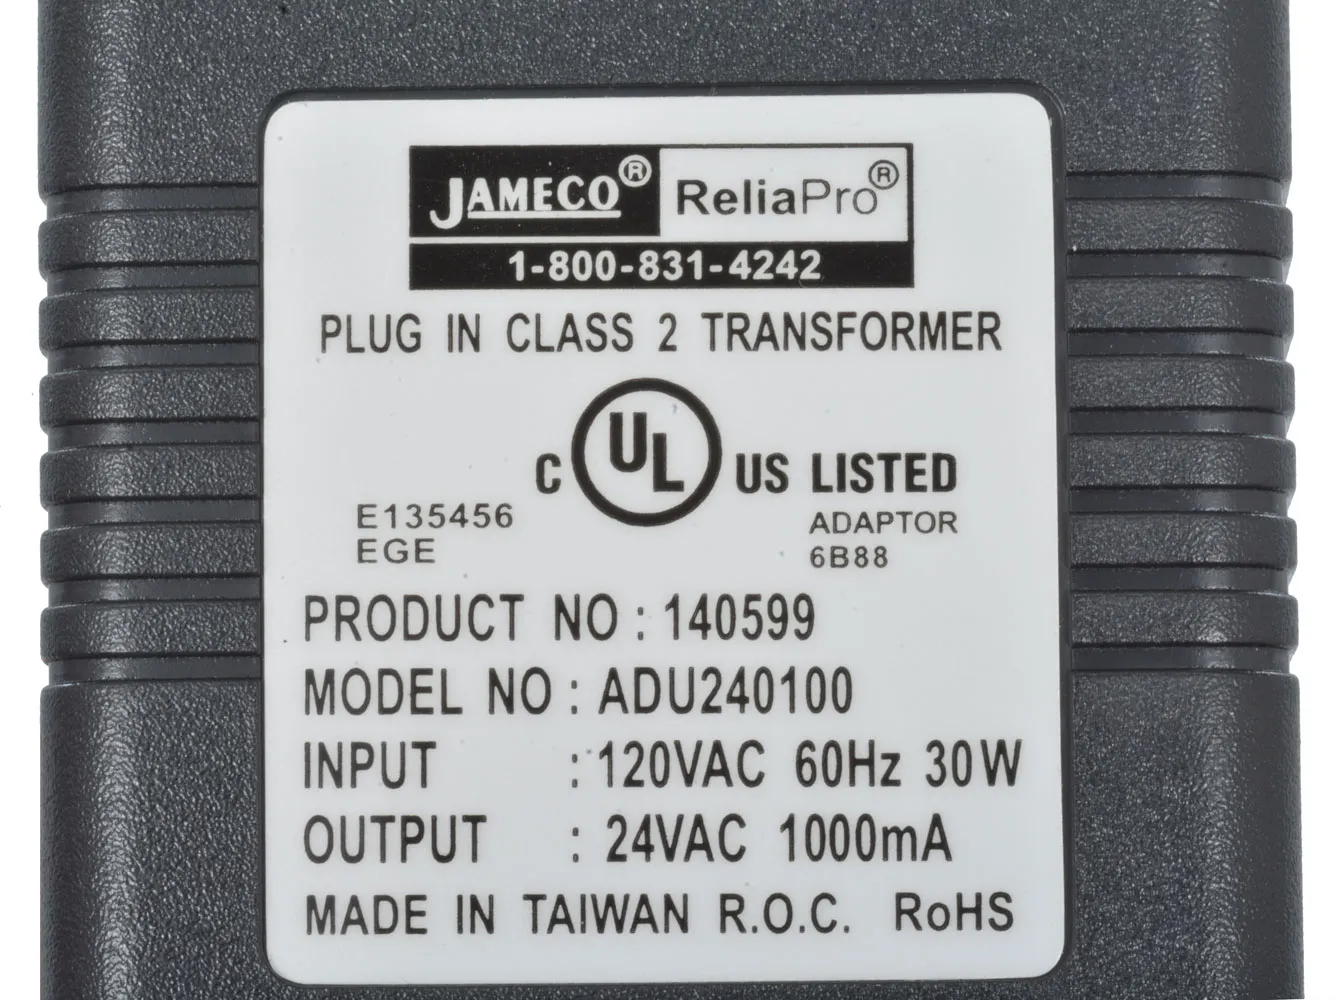 JAMECO® ReliaPro®
1-800-831-4242
PLUG IN CLASS 2 TRANSFORMER
C UL US LISTED
E135456
EGE
ADAPTOR
6B88
PRODUCT NO : 140599
MODEL NO : ADU240100
INPUT : 120VAC 60Hz 30W
OUTPUT : 24VAC 1000mA
MADE IN TAIWAN R.O.C. RoHS